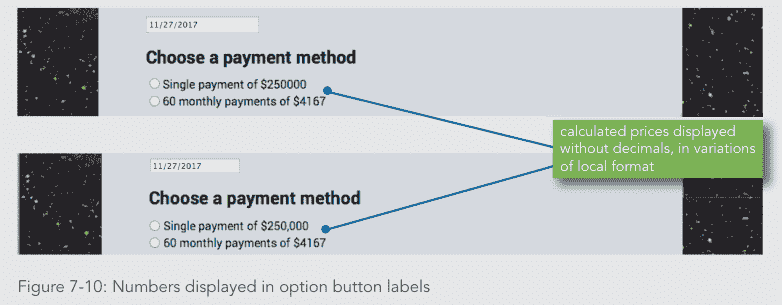 11/27/2017
Choose a payment method
Single payment of $250000
60 monthly payments of $4167
calculated prices displayed
without decimals, in variations
of local format
11/27/2017
Choose a payment method
Single payment of $250,000
60 monthly payments of $4167
Figure 7-10: Numbers displayed in option button labels